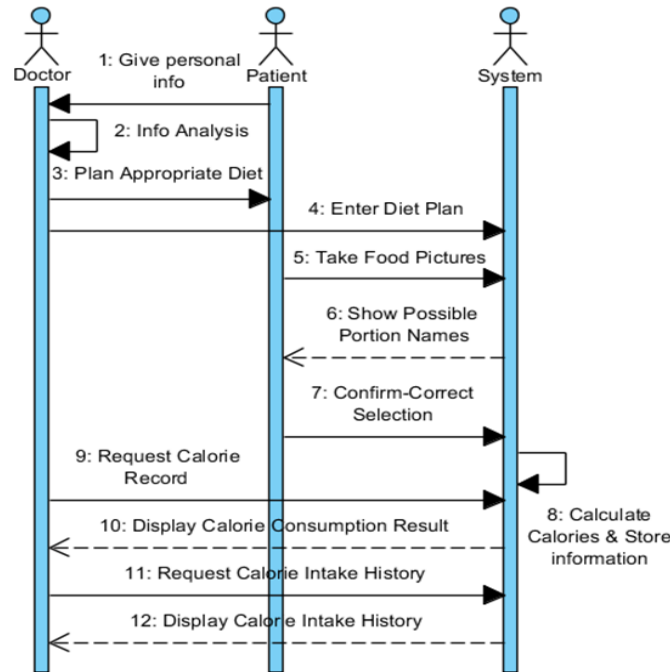 1: Give personal
info
Doctor
Patient
System
2: Info Analysis
3: Plan Appropriate Diet
4: Enter Diet Plan
5: Take Food Pictures
6: Show Possible
Portion Names
7: Confirm-Correct
Selection
9: Request Calorie
Record
8: Calculate
Calories & Store
information
10: Display Calorie Consumption Result
11: Request Calorie Intake History
12: Display Calorie Intake History